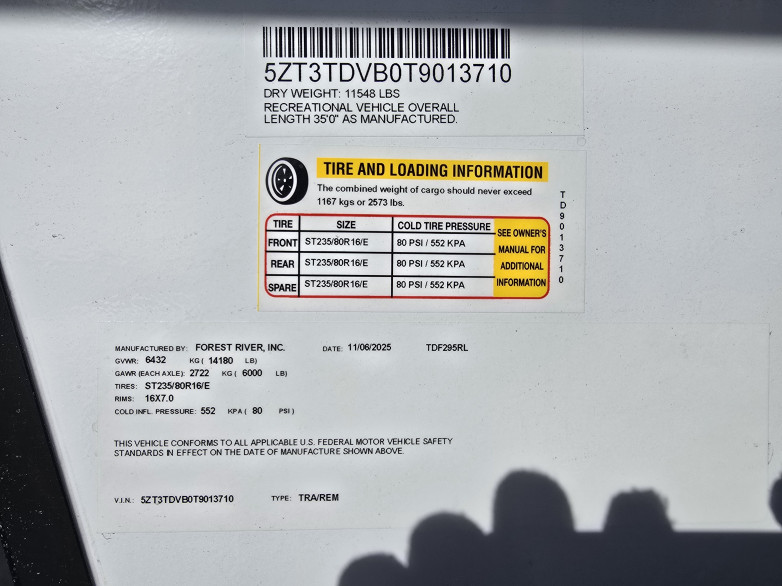 5ZT3TDVB0T9013710
DRY WEIGHT: 11548 LBS
RECREATIONAL VEHICLE OVERALL
LENGTH 35'0" AS MANUFACTURED.
TIRE AND LOADING INFORMATION
The combined weight of cargo should never exceed
1167 kgs or 2573 lbs.
TIRE SIZE COLD TIRE PRESSURE SEE OWNER'S MANUAL FOR ADDITIONAL INFORMATION
FRONT ST235/80R16/E 80 PSI / 552 KPA
REAR ST235/80R16/E 80 PSI / 552 KPA
SPARE ST235/80R16/E 80 PSI / 552 KPA
TD9013710
MANUFACTURED BY: FOREST RIVER, INC. DATE: 11/06/2025 TDF295RL
GVWR: 6432 KG ( 14180 LB)
GAWR (EACH AXLE): 2722 KG ( 6000 LB)
TIRES: ST235/80R16/E
RIMS: 16X7.0
COLD INFL. PRESSURE: 552 KPA ( 80 PSI )
THIS VEHICLE CONFORMS TO ALL APPLICABLE U.S. FEDERAL MOTOR VEHICLE SAFETY
STANDARDS IN EFFECT ON THE DATE OF MANUFACTURE SHOWN ABOVE.
V.I.N.: 5ZT3TDVB0T9013710 TYPE: TRA/REM